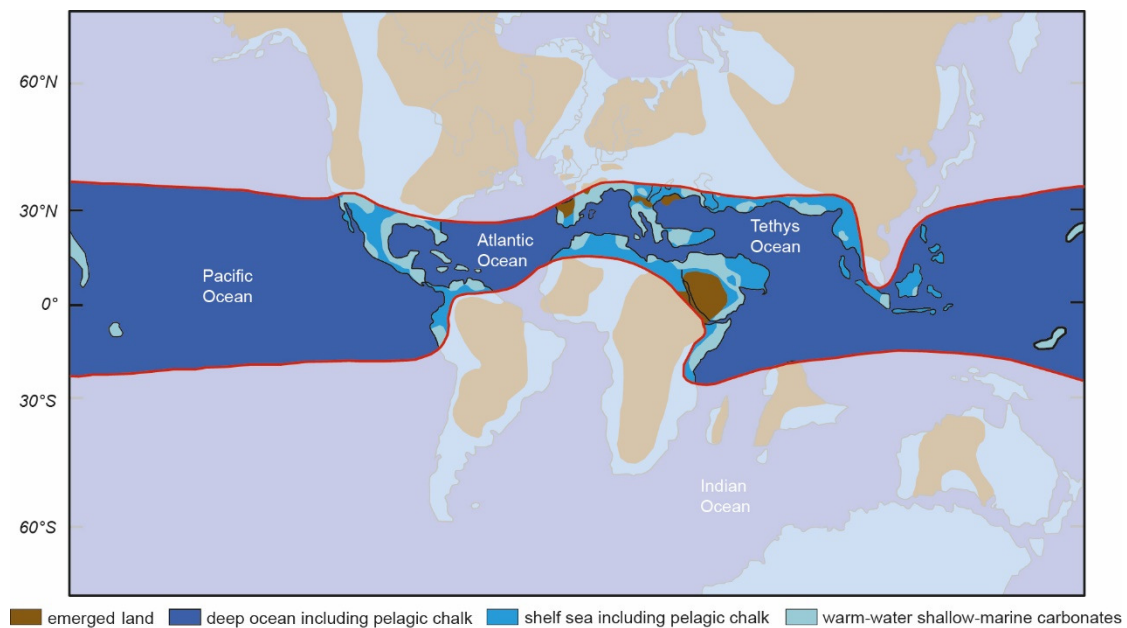 60°N
30°N
0°
30°S
60°S
Pacific
Ocean
Atlantic
Ocean
Tethys
Ocean
Indian
Ocean
emerged land
deep ocean including pelagic chalk
shelf sea including pelagic chalk
warm-water shallow-marine carbonates